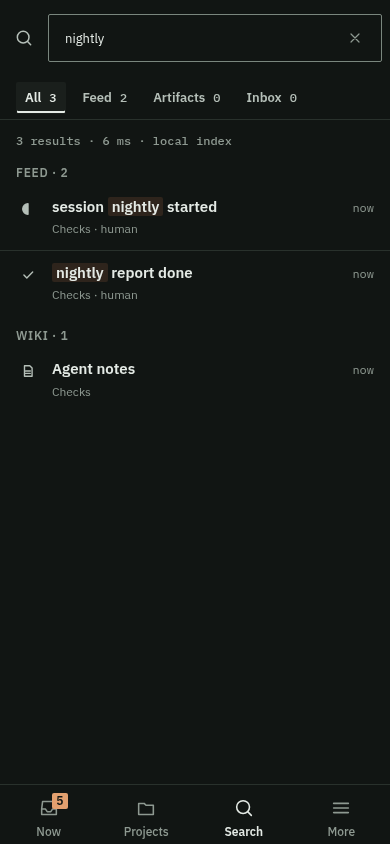 nightly
All 3 Feed 2 Artifacts 0 Inbox 0
3 results · 6 ms · local index
FEED · 2
session nightly started now
Checks · human
nightly report done now
Checks · human
WIKI · 1
Agent notes now
Checks
5
Now Projects Search More